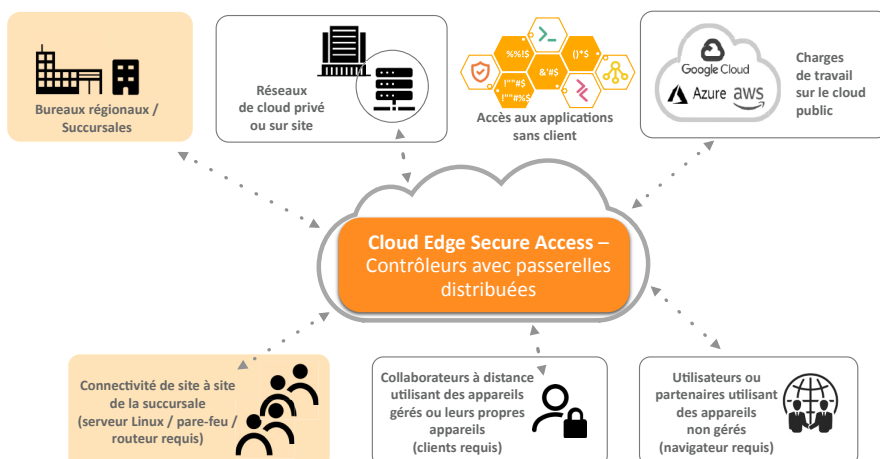 Bureaux régionaux /
Succursales
Réseaux
de cloud privé
ou sur site
%%!$
()*$
&'#$
!""#$
!""#%$
Accès aux applications
sans client
Google Cloud
Azure aws
Charges
de travail
sur le cloud
public
Cloud Edge Secure Access –
Contrôleurs avec passerelles
distribuées
Connectivité de site à site
de la succursale
(serveur Linux / pare-feu /
routeur requis)
Collaborateurs à distance
utilisant des appareils
gérés ou leurs propres
appareils
(clients requis)
Utilisateurs ou
partenaires utilisant
des appareils
non gérés
(navigateur requis)